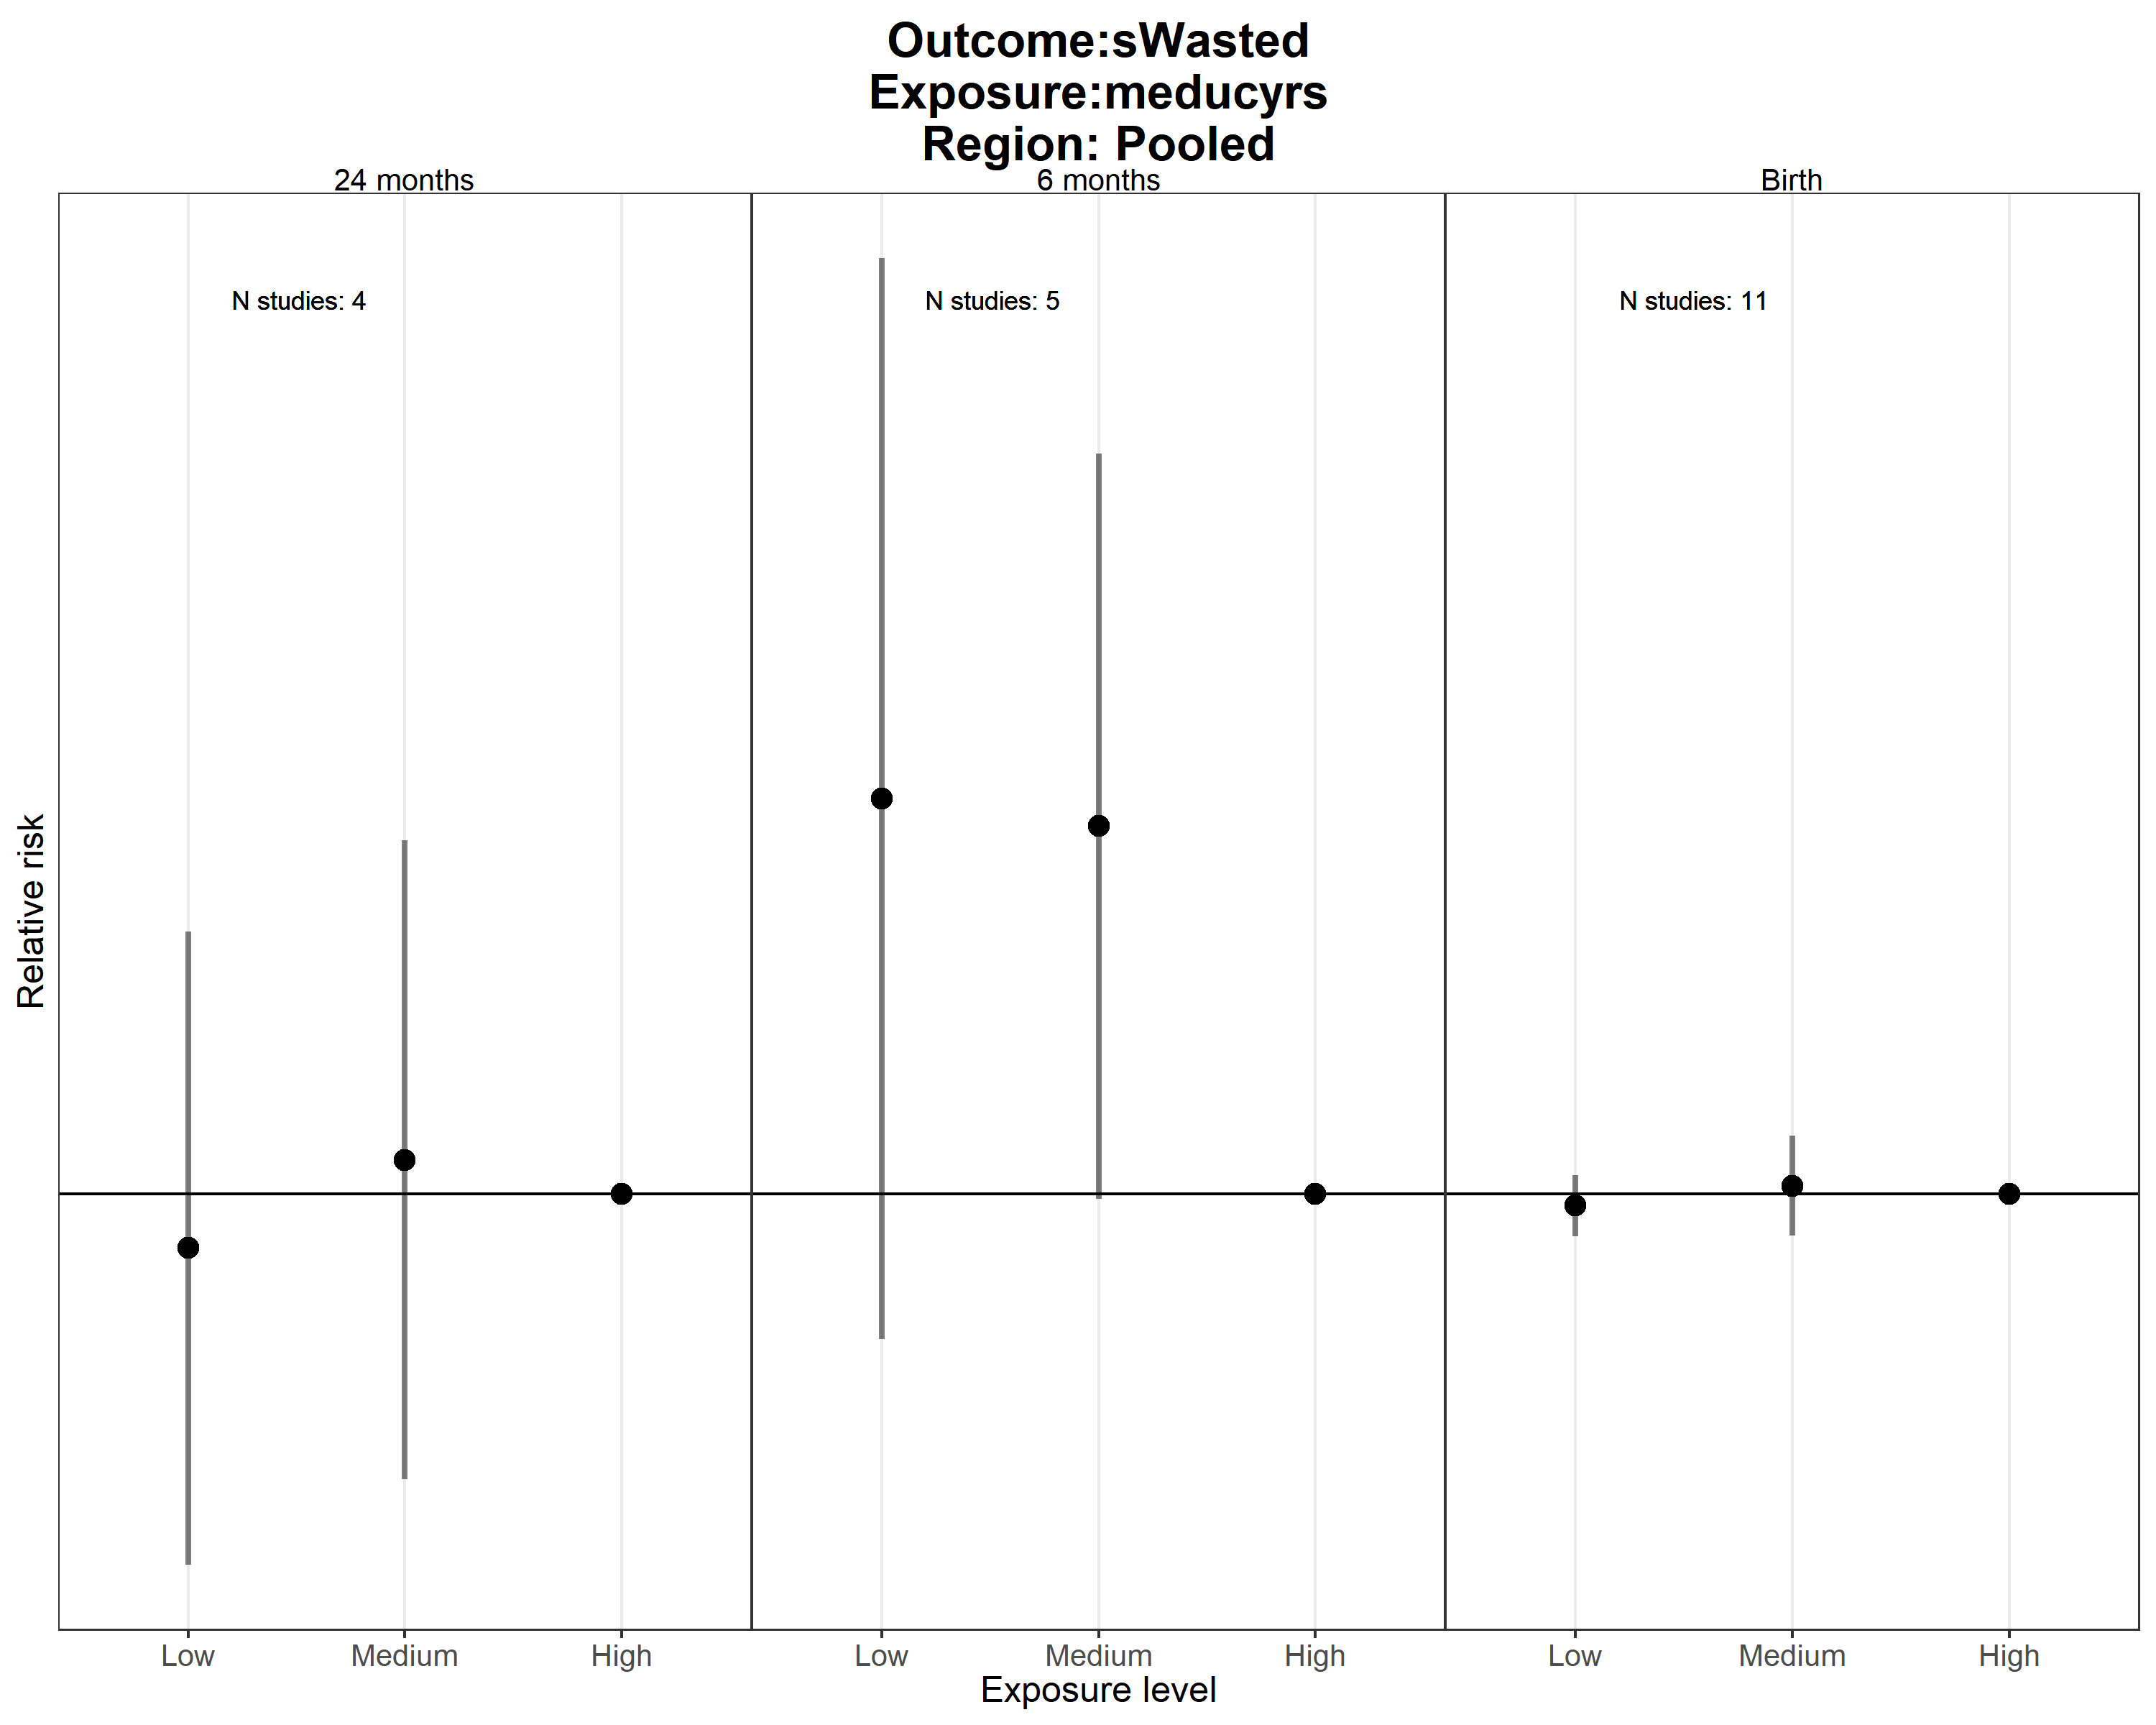 Outcome:sWasted
Exposure:meducyrs
Region: Pooled
24 months
6 months
Birth
N studies: 4
N studies: 5
N studies: 11
Relative risk
Low
Medium
High
Low
Medium
High
Low
Medium
High
Exposure level